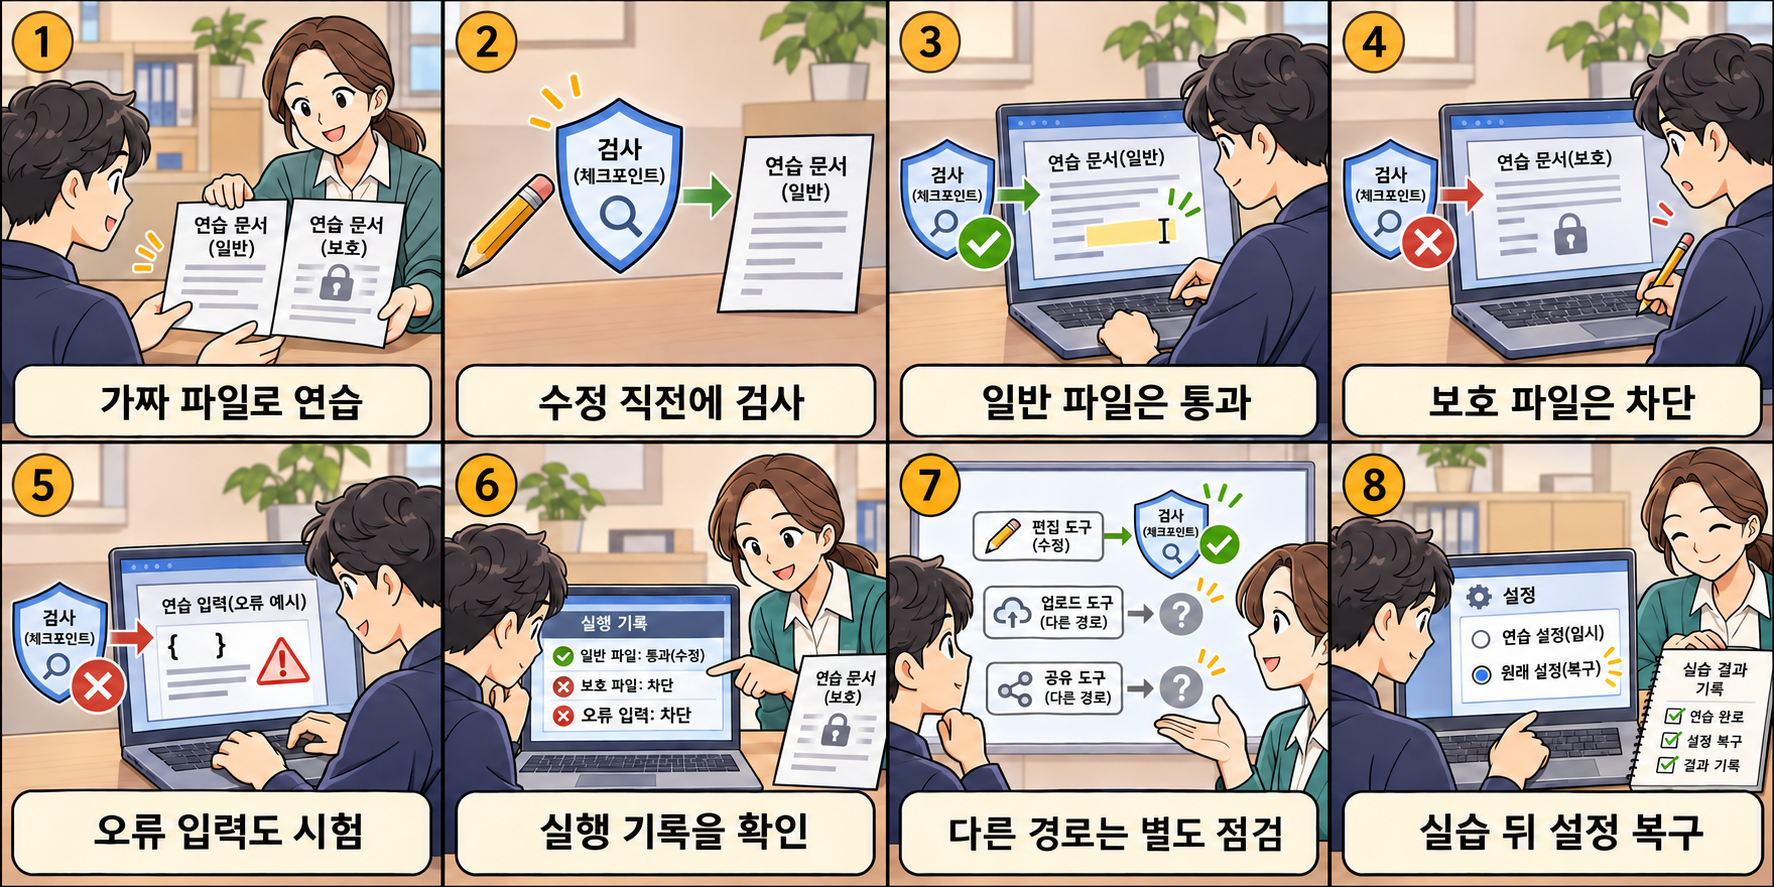 1
연습 문서
(일반)
연습 문서
(보호)
가짜 파일로 연습
2
검사
(체크포인트)
연습 문서
(일반)
수정 직전에 검사
3
검사
(체크포인트)
연습 문서(일반)
일반 파일은 통과
4
검사
(체크포인트)
연습 문서(보호)
보호 파일은 차단
5
검사
(체크포인트)
연습 입력(오류 예시)
{ }
오류 입력도 시험
6
실행 기록
일반 파일: 통과(수정)
보호 파일: 차단
오류 입력: 차단
연습 문서
(보호)
실행 기록을 확인
7
편집 도구
(수정)
검사
(체크포인트)
업로드 도구
(다른 경로)
?
공유 도구
(다른 경로)
?
다른 경로는 별도 점검
8
설정
연습 설정(임시)
원래 설정(복구)
실습 결과
기록
연습 완료
설정 복구
결과 기록
실습 뒤 설정 복구